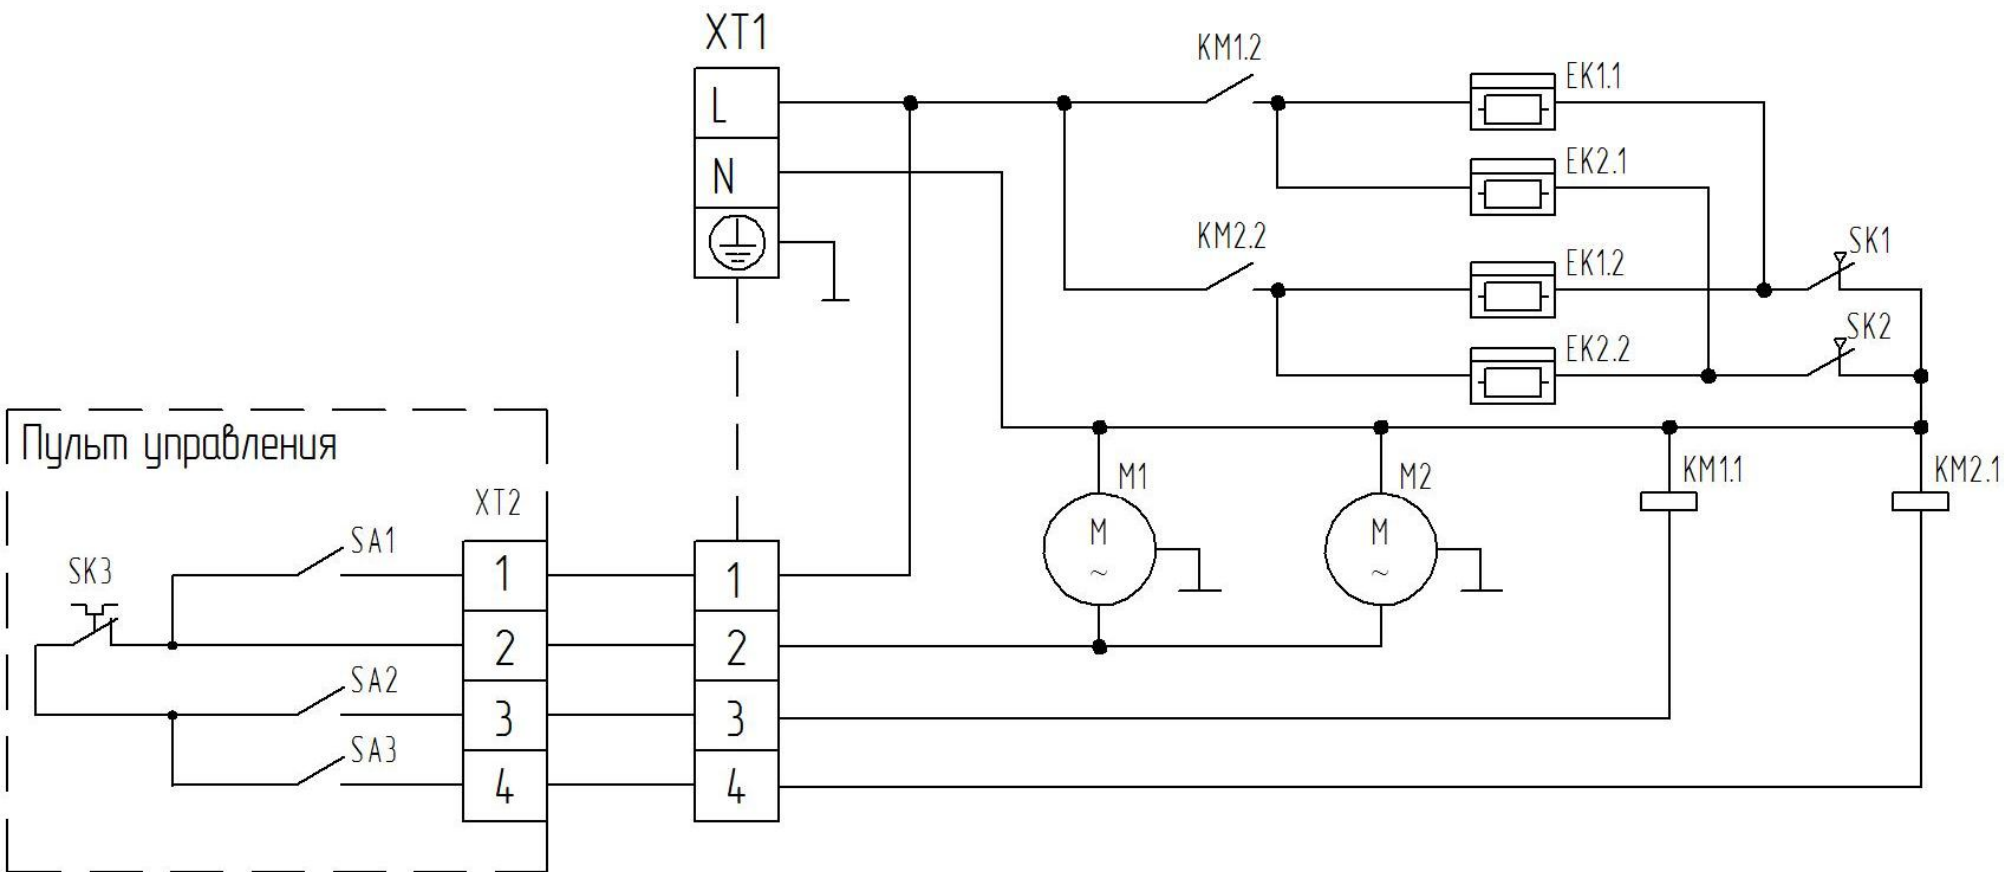 XT1
L
N
KM1.2
EK1.1
EK2.1
KM2.2
EK1.2
EK2.2
SK1
SK2
Пульт управления
XT2
SK3
SA1
SA2
SA3
1
2
3
4
1
2
3
4
M1
M
~
M2
M
~
KM1.1
KM2.1